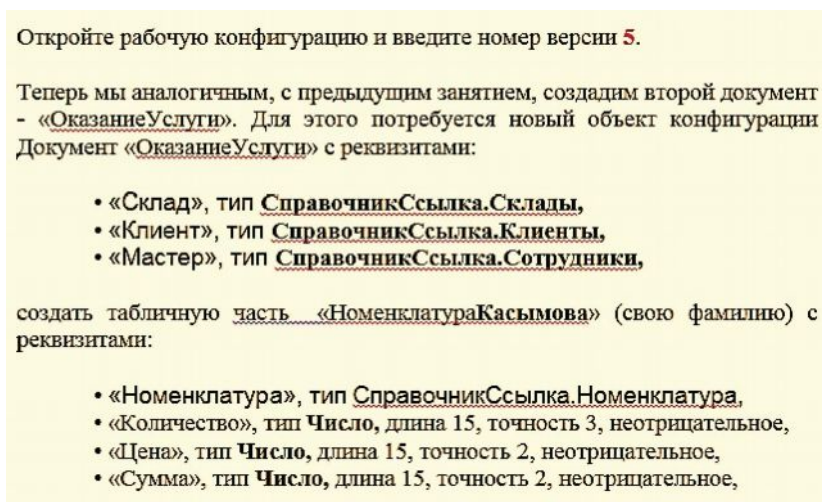 Откройте рабочую конфигурацию и введите номер версии 5.
Теперь мы аналогичным, с предыдущим занятием, создадим второй документ
- «ОказаниеУслуги». Для этого потребуется новый объект конфигурации
Документ «ОказаниеУслуги» с реквизитами:
• «Склад», тип СправочникСсылка.Склады,
• «Клиент», тип СправочникСсылка.Клиенты,
• «Мастер», тип СправочникСсылка.Сотрудники,
создать табличную часть «НоменклатураКасымова» (свою фамилию) с
реквизитами:
• «Номенклатура», тип СправочникСсылка.Номенклатура,
• «Количество», тип Число, длина 15, точность 3, неотрицательное,
• «Цена», тип Число, длина 15, точность 2, неотрицательное,
• «Сумма», тип Число, длина 15, точность 2, неотрицательное,